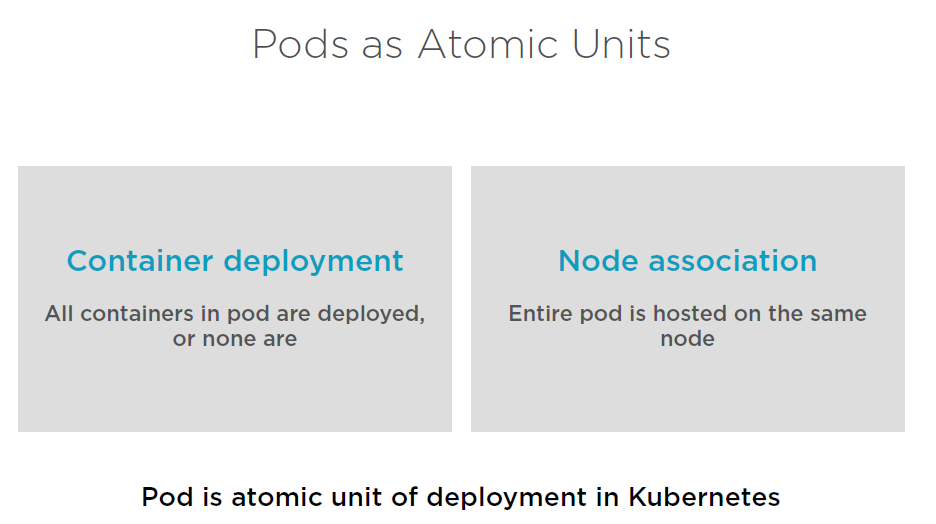 Pods as Atomic Units
Container deployment
All containers in pod are deployed,
or none are
Node association
Entire pod is hosted on the same
node
Pod is atomic unit of deployment in Kubernetes